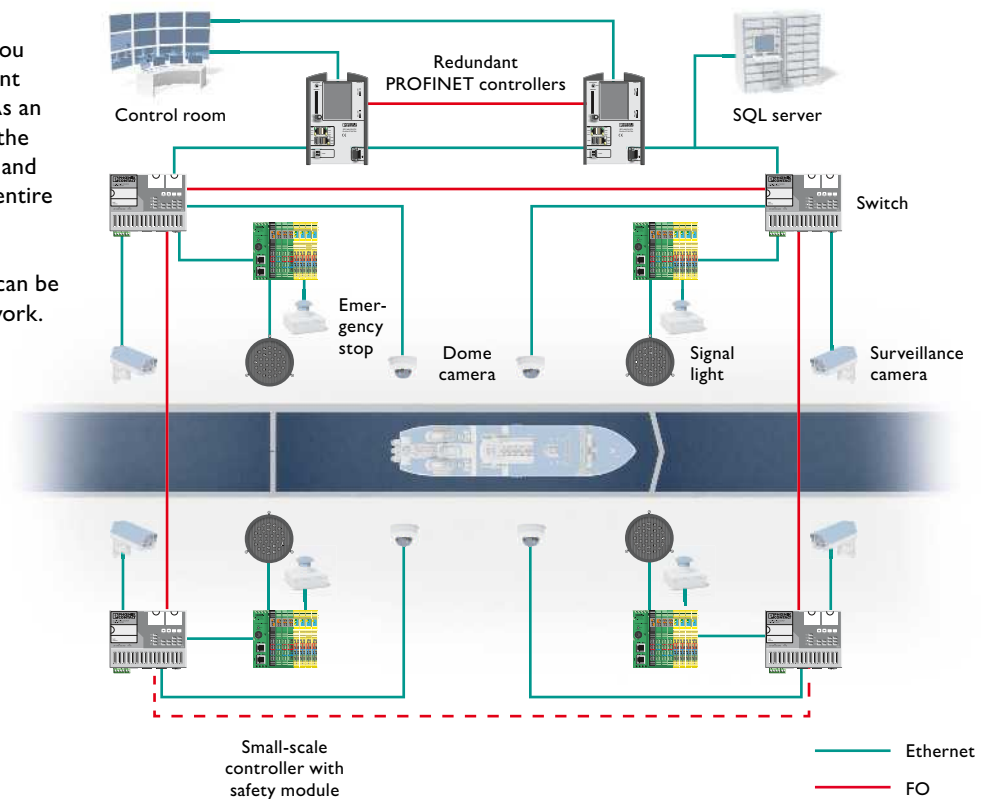 ou
nt
As an
the
and
entire
can be
work.
Control room
Redundant
PROFINET controllers
SQL server
Switch
Emer-
gency
stop
Dome
camera
Signal
light
Surveillance
camera
Small-scale
controller with
safety module
Ethernet
FO